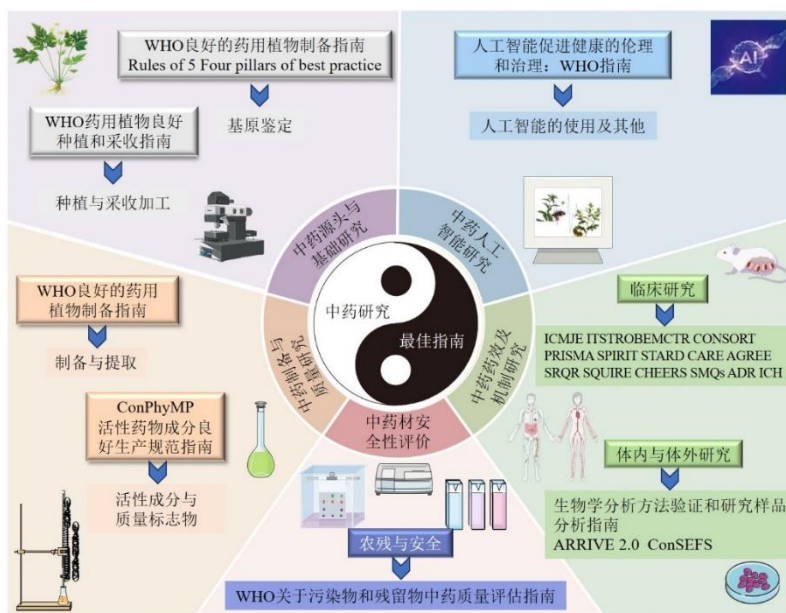 WHO良好的药用植物制备指南
Rules of 5 Four pillars of best practice
基原鉴定
WHO药用植物良好
种植和采收指南
种植与采收加工
人工智能促进健康的伦理
和治理：WHO指南
AI
人工智能的使用及其他
中药源头与
基础研究
中药人工
智能研究
中药研究
最佳指南
中药制备与
质量研究
中药药效及
机制研究
中药材安
全性评价
WHO良好的药用
植物制备指南
制备与提取
ConPhyMP
活性药物成分良
好生产规范指南
活性成分与
质量标志物
临床研究
ICMJE ITSTROBEMCTR CONSORT
PRISMA SPIRIT STARD CARE AGREE
SRQR SQUIRE CHEERS SMQs ADR ICH
体内与体外研究
生物学分析方法验证和研究样品
分析指南
ARRIVE 2.0 ConSEFS
农残与安全
WHO关于污染物和残留物中药质量评估指南